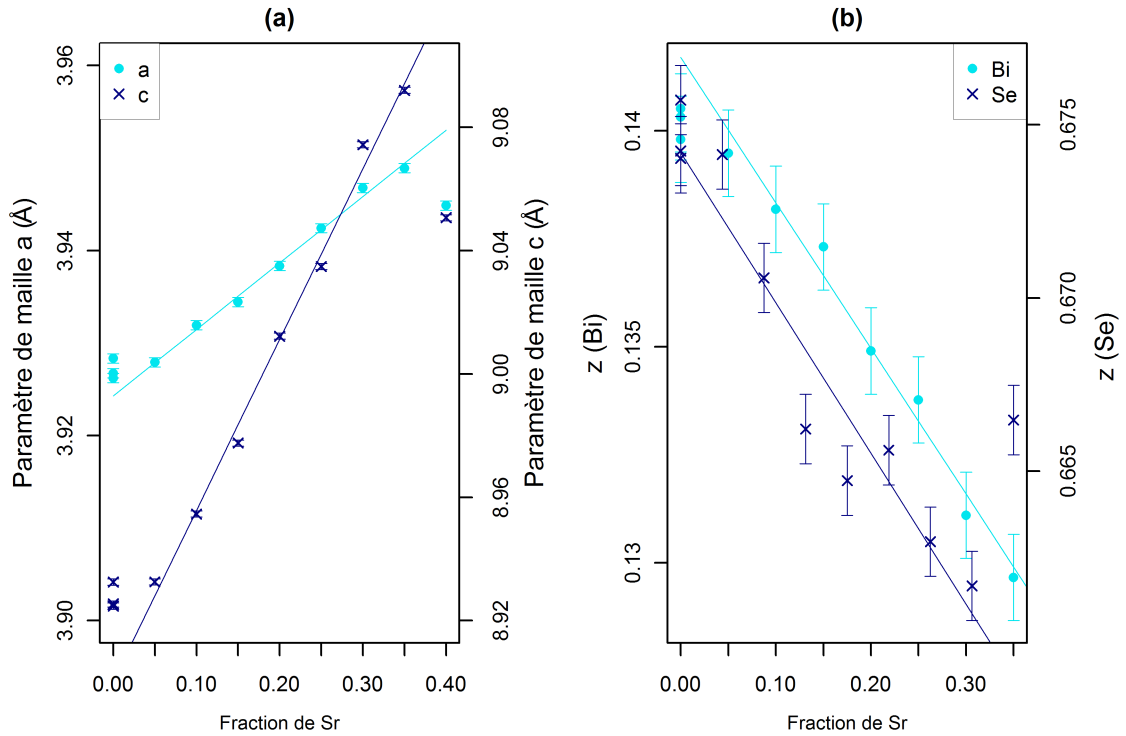 (a)
a
c
3.96
3.94
3.92
3.90
Paramètre de maille a (Å)
9.08
9.04
9.00
8.96
8.92
Paramètre de maille c (Å)
0.00
0.10
0.20
0.30
0.40
Fraction de Sr
(b)
Bi
Se
0.14
0.135
0.13
z (Bi)
0.675
0.670
0.665
z (Se)
0.00
0.10
0.20
0.30
Fraction de Sr